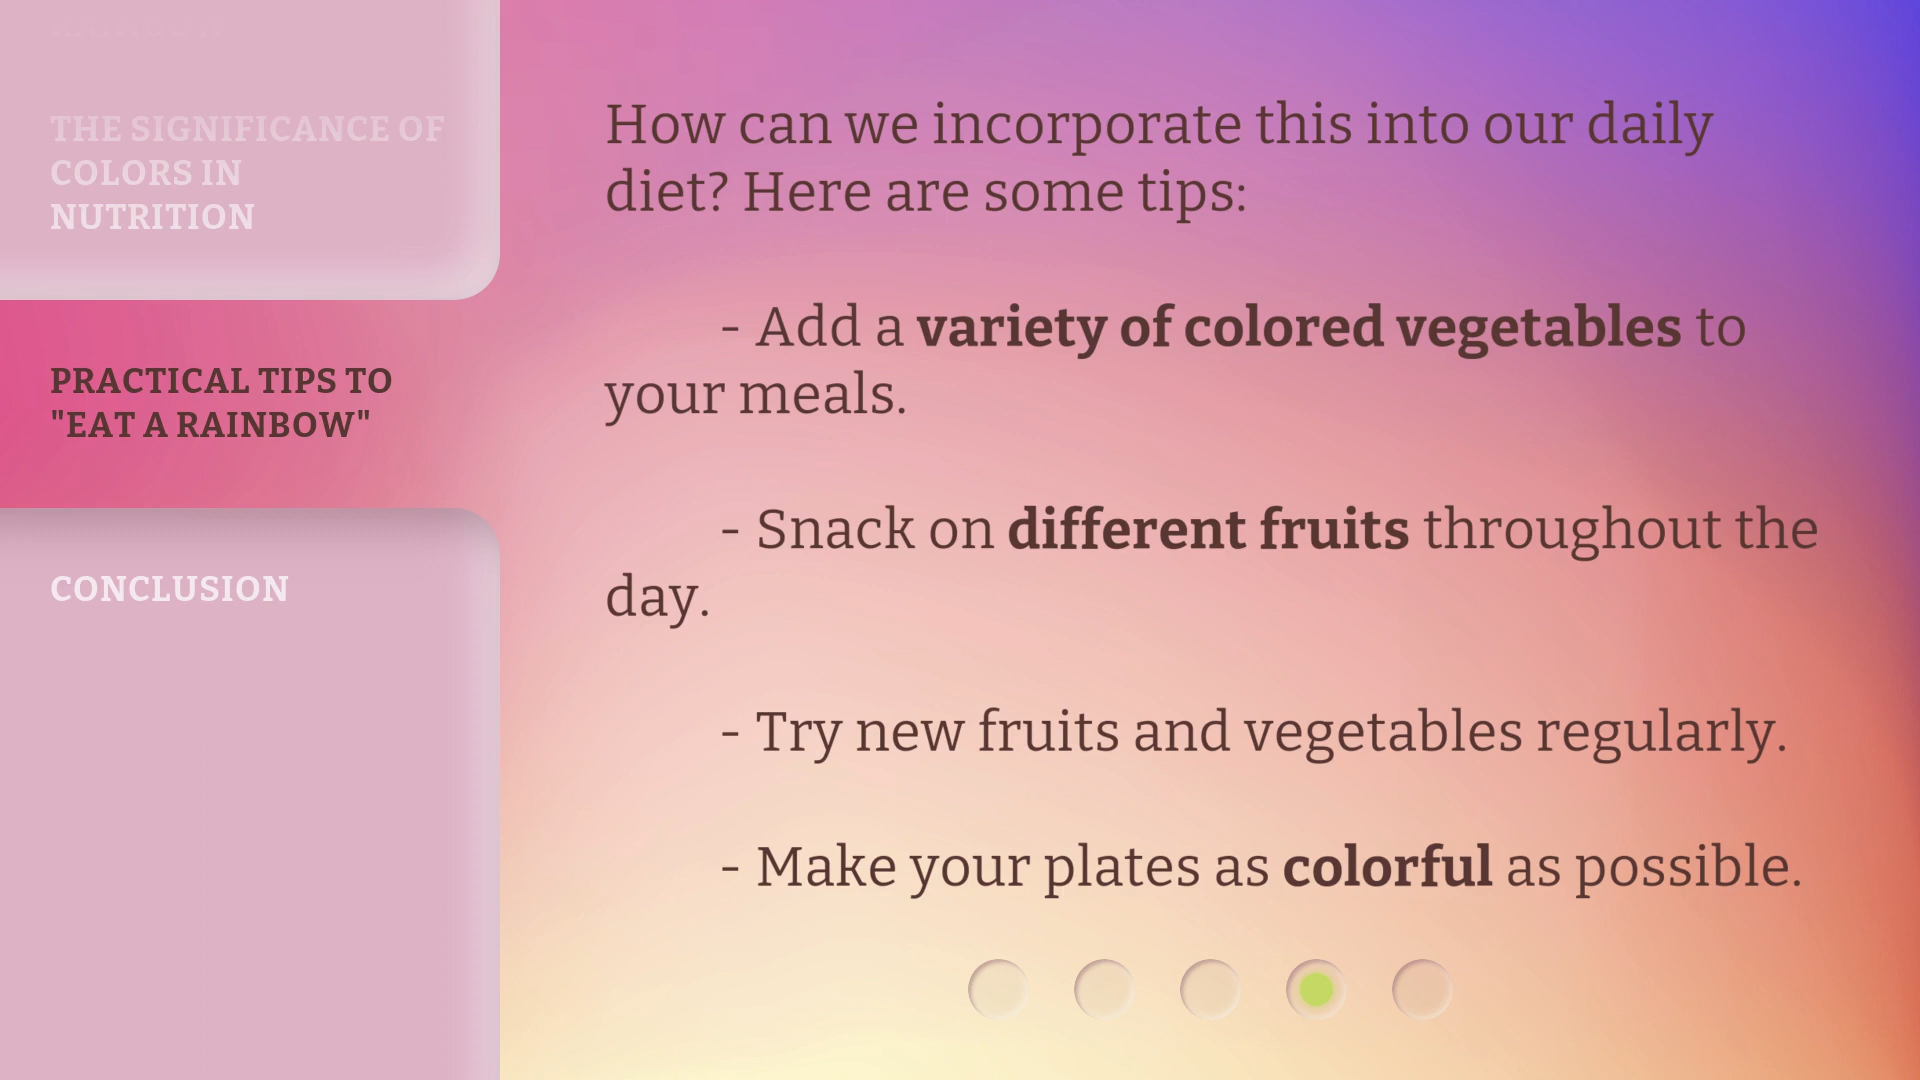 THE SIGNIFICANCE OF
COLORS IN
NUTRITION
PRACTICAL TIPS TO
"EAT A RAINBOW"
CONCLUSION
How can we incorporate this into our daily
diet? Here are some tips:
- Add a variety of colored vegetables to
your meals.
- Snack on different fruits throughout the
day.
- Try new fruits and vegetables regularly.
- Make your plates as colorful as possible.